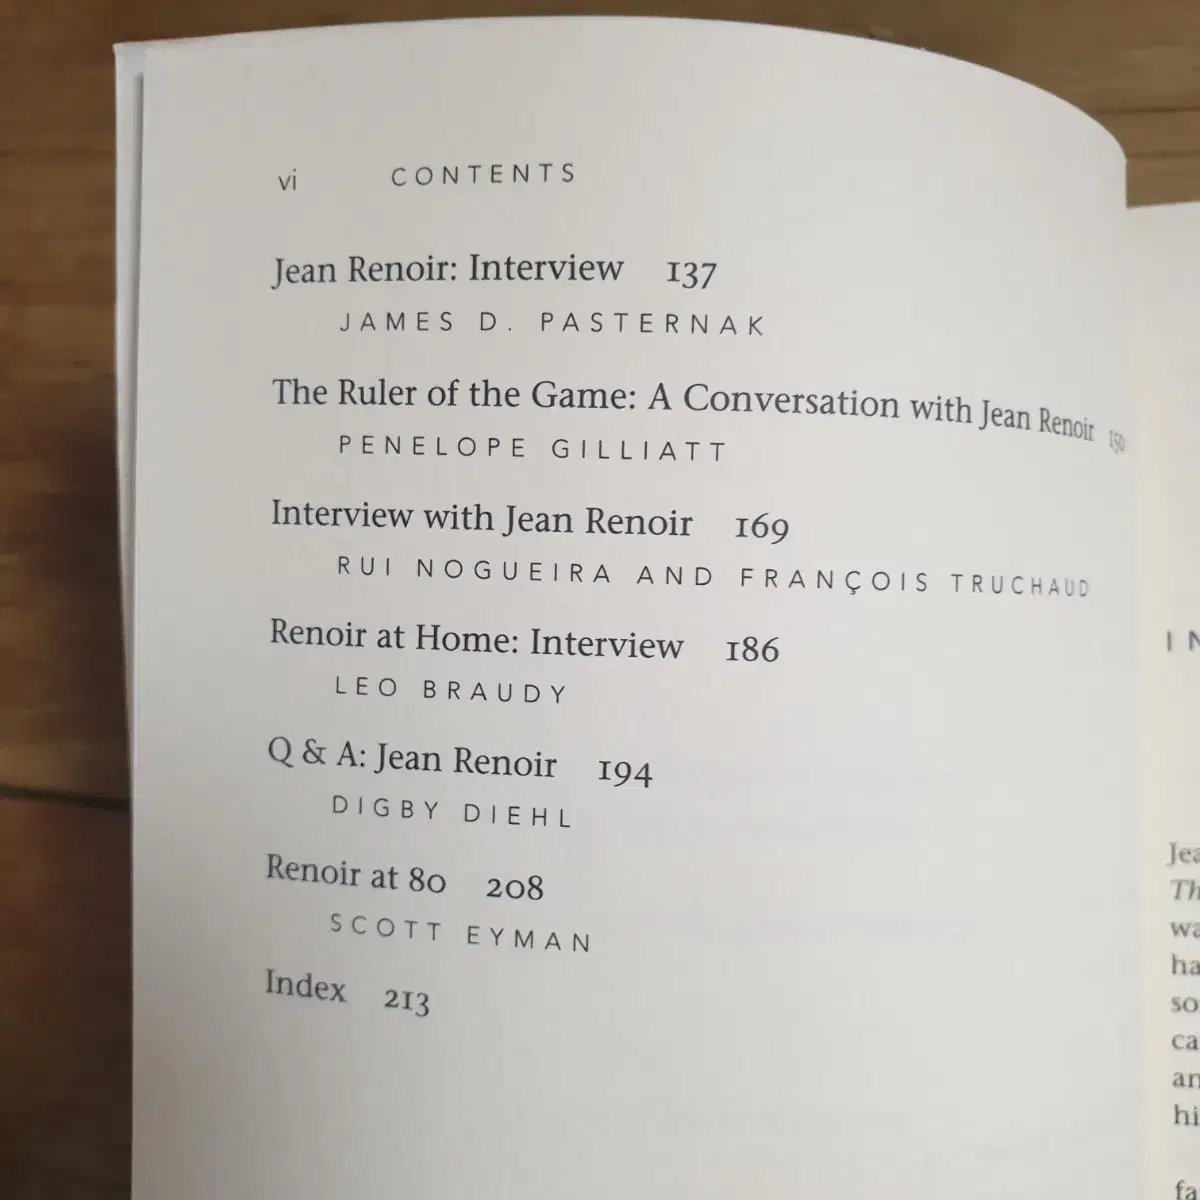 vi CONTENTS
Jean Renoir: Interview 137
JAMES D. PASTERNAK
The Ruler of the Game: A Conversation with Jean Renoir 150
PENELOPE GILLIATT
Interview with Jean Renoir 169
RUI NOGUEIRA AND FRANÇOIS TRUCHAUD
Renoir at Home: Interview 186
LEO BRAUDY
Q & A: Jean Renoir 194
DIGBY DIEHL
Renoir at 80 208
SCOTT EYMAN
Index 213